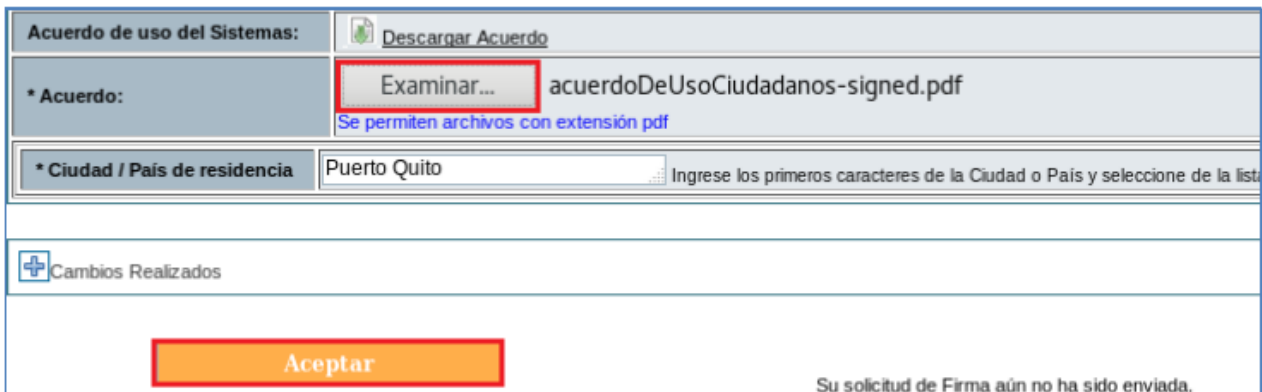 Acuerdo de uso del Sistemas: Descargar Acuerdo
* Acuerdo: Examinar... acuerdoDeUsoCiudadanos-signed.pdf
Se permiten archivos con extensión pdf
* Ciudad / País de residencia Puerto Quito Ingrese los primeros caracteres de la Ciudad o País y seleccione de la lista
Cambios Realizados
Aceptar
Su solicitud de Firma aún no ha sido enviada.